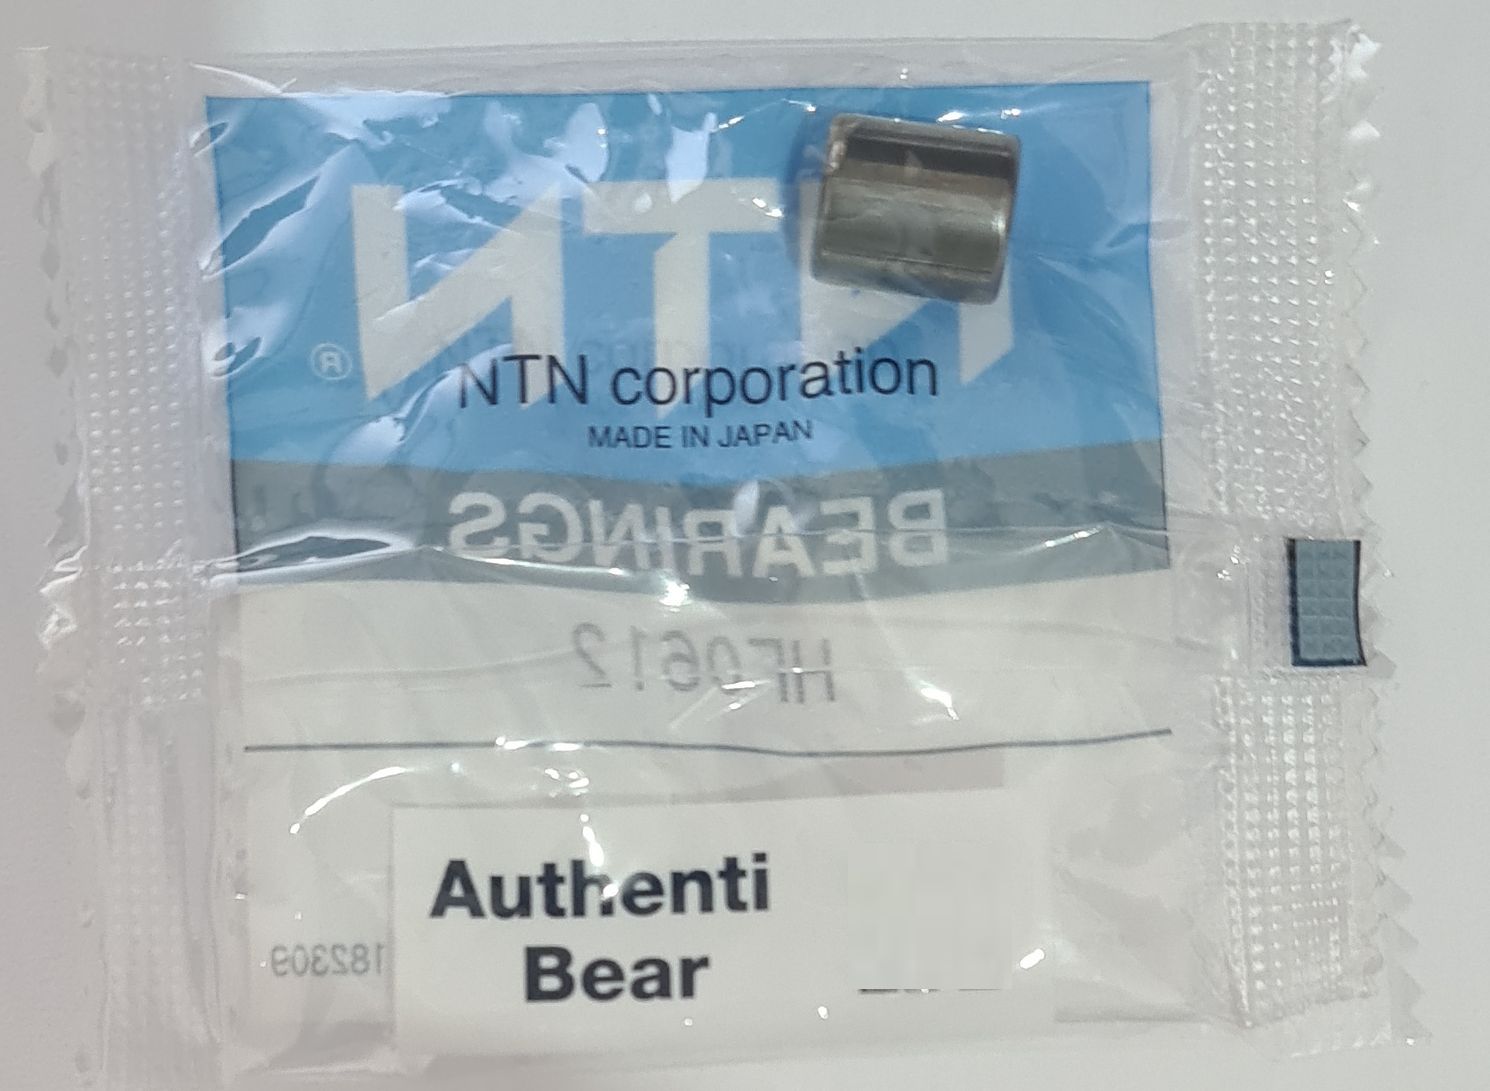 NTN
®
NTN corporation
MADE IN JAPAN
BEARINGS
HF0612
Authenti
Bear
182309